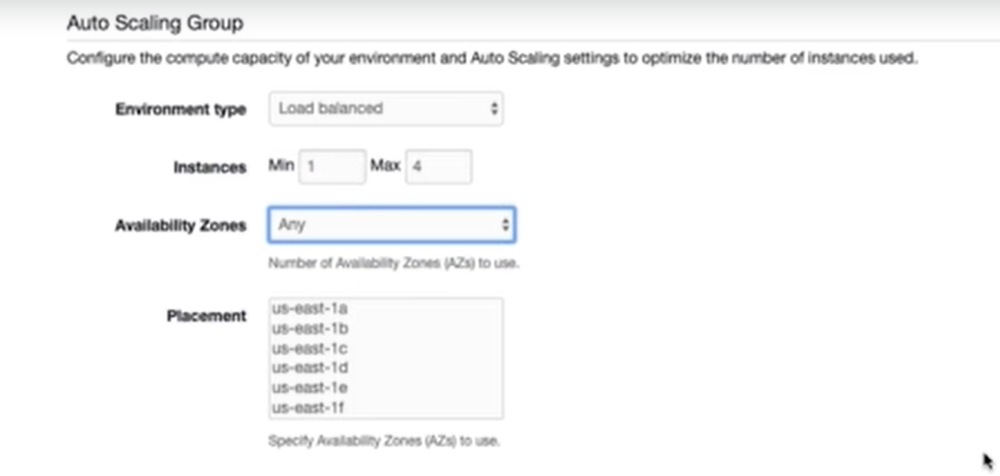 Auto Scaling Group
Configure the compute capacity of your environment and Auto Scaling settings to optimize the number of instances used.
Environment type Load balanced
Instances Min 1 Max 4
Availability Zones Any
Number of Availability Zones (AZs) to use.
Placement us-east-1a
us-east-1b
us-east-1c
us-east-1d
us-east-1e
us-east-1f
Specify Availability Zones (AZs) to use.